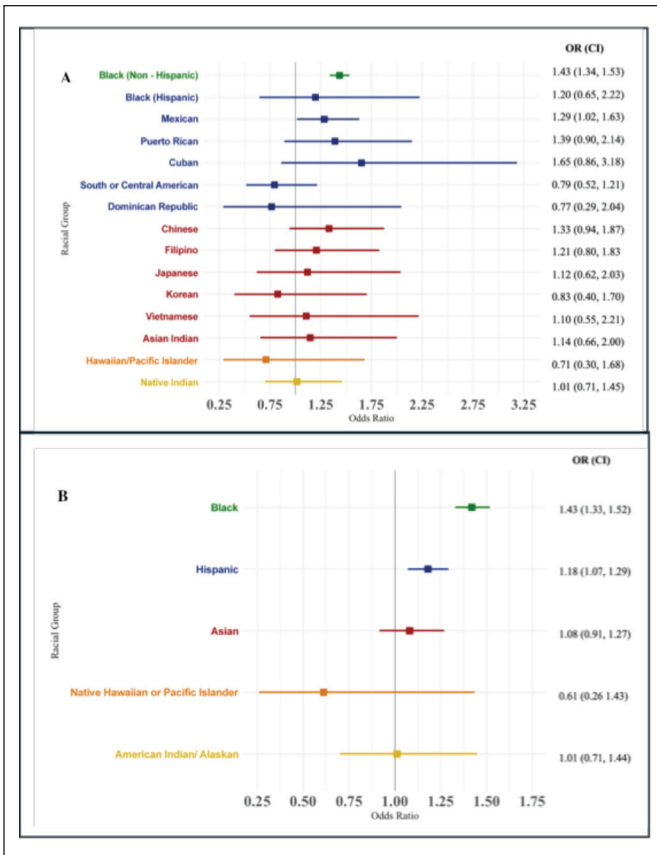 OR (CI)
A
Black (Non - Hispanic) 1.43 (1.34, 1.53)
Black (Hispanic) 1.20 (0.65, 2.22)
Mexican 1.29 (1.02, 1.63)
Puerto Rican 1.39 (0.90, 2.14)
Cuban 1.65 (0.86, 3.18)
South or Central American 0.79 (0.52, 1.21)
Dominican Republic 0.77 (0.29, 2.04)
Chinese 1.33 (0.94, 1.87)
Filipino 1.21 (0.80, 1.83
Japanese 1.12 (0.62, 2.03)
Korean 0.83 (0.40, 1.70)
Vietnamese 1.10 (0.55, 2.21)
Asian Indian 1.14 (0.66, 2.00)
Hawaiian/Pacific Islander 0.71 (0.30, 1.68)
Native Indian 1.01 (0.71, 1.45)
Racial Group
0.25 0.75 1.25 1.75 2.25 2.75 3.25
Odds Ratio
OR (CI)
B
Black 1.43 (1.33, 1.52)
Hispanic 1.18 (1.07, 1.29)
Asian 1.08 (0.91, 1.27)
Native Hawaiian or Pacific Islander 0.61 (0.26 1.43)
American Indian/ Alaskan 1.01 (0.71, 1.44)
Racial Group
0.25 0.50 0.75 1.00 1.25 1.50 1.75
Odds Ratio